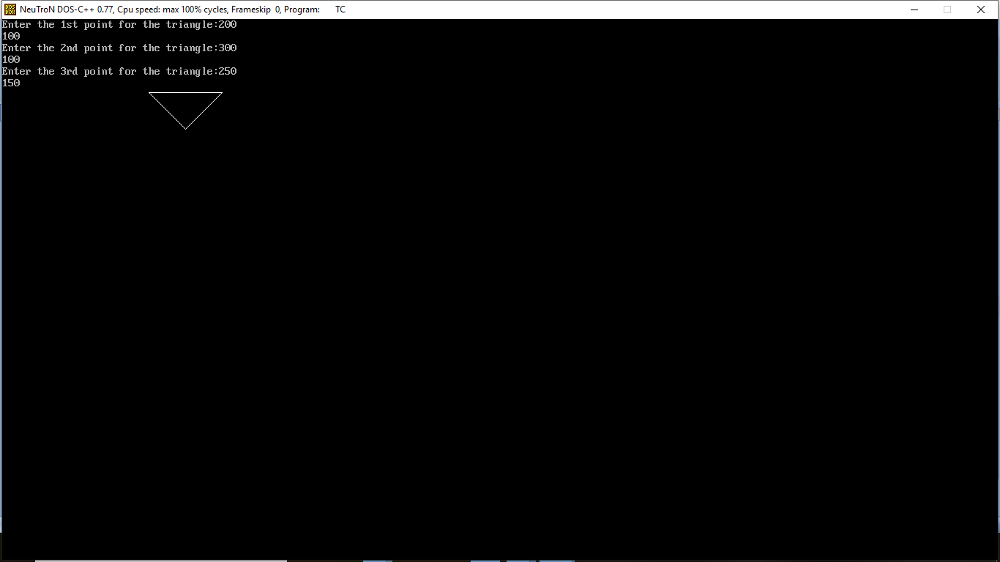 NeuTroN DOS-C++ 0.77, Cpu speed: max 100% cycles, Frameskip 0, Program: TC
Enter the 1st point for the triangle:200
100
Enter the 2nd point for the triangle:300
100
Enter the 3rd point for the triangle:250
150